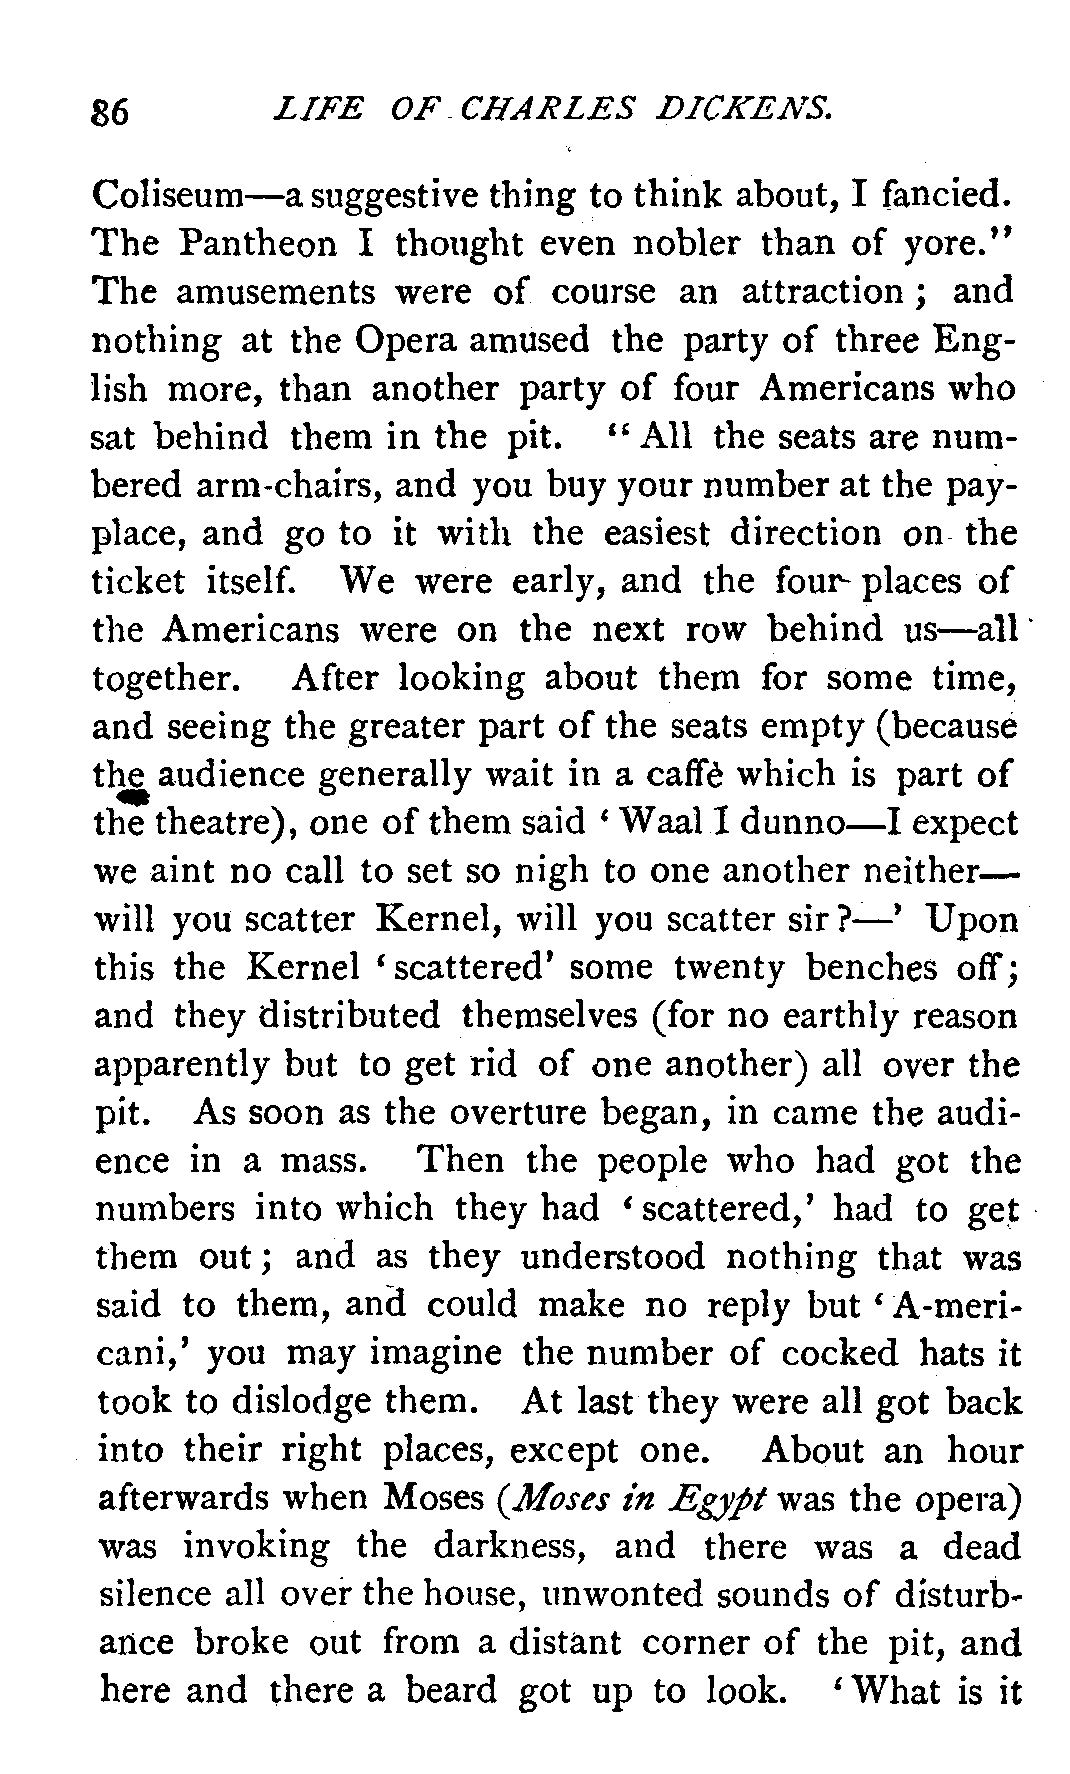 86 LIFE OF CHARLES DICKENS.
Coliseum—a suggestive thing to think about, I fancied.
The Pantheon I thought even nobler than of yore."
The amusements were of course an attraction ; and
nothing at the Opera amused the party of three Eng-
lish more, than another party of four Americans who
sat behind them in the pit. "All the seats are num-
bered arm-chairs, and you buy your number at the pay-
place, and go to it with the easiest direction on the
ticket itself. We were early, and the four places of
the Americans were on the next row behind us—all
together. After looking about them for some time,
and seeing the greater part of the seats empty (because
the audience generally wait in a caffè which is part of
the theatre), one of them said 'Waal I dunno—I expect
we aint no call to set so nigh to one another neither—
will you scatter Kernel, will you scatter sir?—' Upon
this the Kernel 'scattered' some twenty benches off;
and they distributed themselves (for no earthly reason
apparently but to get rid of one another) all over the
pit. As soon as the overture began, in came the audi-
ence in a mass. Then the people who had got the
numbers into which they had 'scattered,' had to get
them out ; and as they understood nothing that was
said to them, and could make no reply but 'A-meri-
cani,' you may imagine the number of cocked hats it
took to dislodge them. At last they were all got back
into their right places, except one. About an hour
afterwards when Moses (Moses in Egypt was the opera)
was invoking the darkness, and there was a dead
silence all over the house, unwonted sounds of disturb-
ance broke out from a distant corner of the pit, and
here and there a beard got up to look. 'What is it